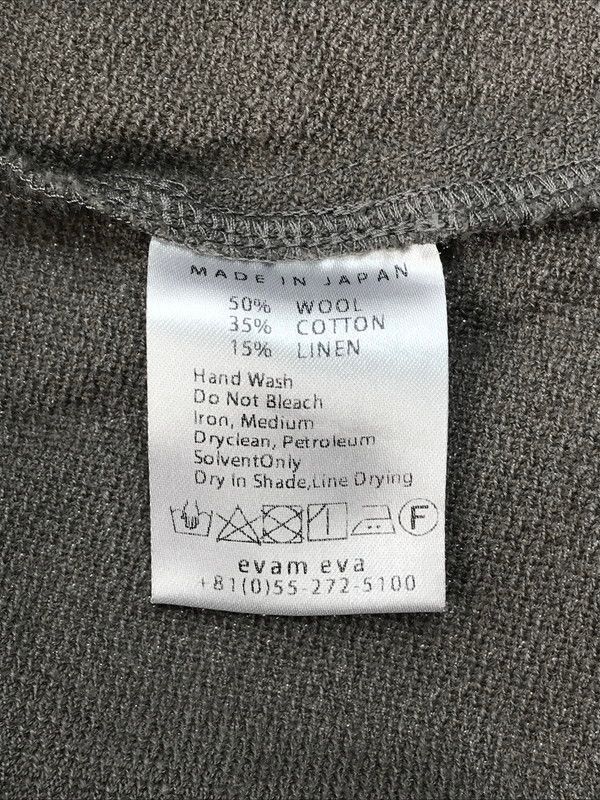 MADE IN JAPAN
50% WOOL
35% COTTON
15% LINEN
Hand Wash
Do Not Bleach
Iron, Medium
Dryclean, Petroleum
SolventOnly
Dry in Shade,Line Drying
F
evam eva
+81(0)55-272-5100